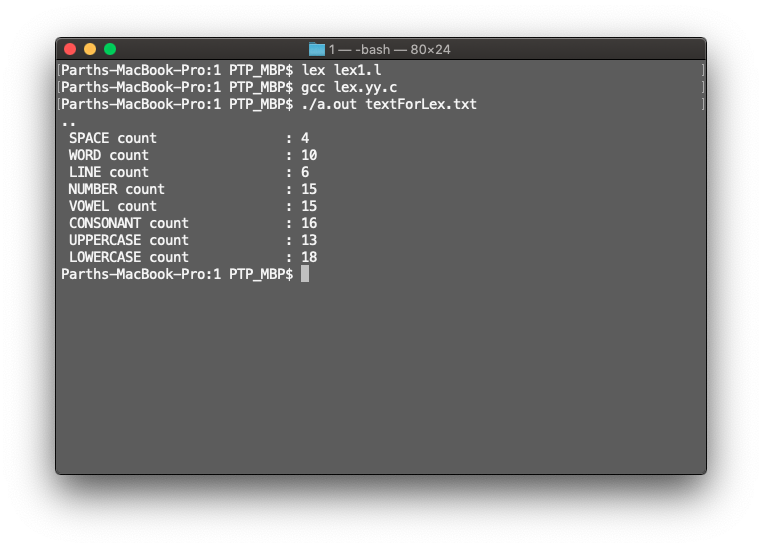 1 — -bash — 80×24
[Parths-MacBook-Pro:1 PTP_MBP$ lex lex1.l ]
[Parths-MacBook-Pro:1 PTP_MBP$ gcc lex.yy.c ]
[Parths-MacBook-Pro:1 PTP_MBP$ ./a.out textForLex.txt ]
..
SPACE count : 4
WORD count : 10
LINE count : 6
NUMBER count : 15
VOWEL count : 15
CONSONANT count : 16
UPPERCASE count : 13
LOWERCASE count : 18
Parths-MacBook-Pro:1 PTP_MBP$